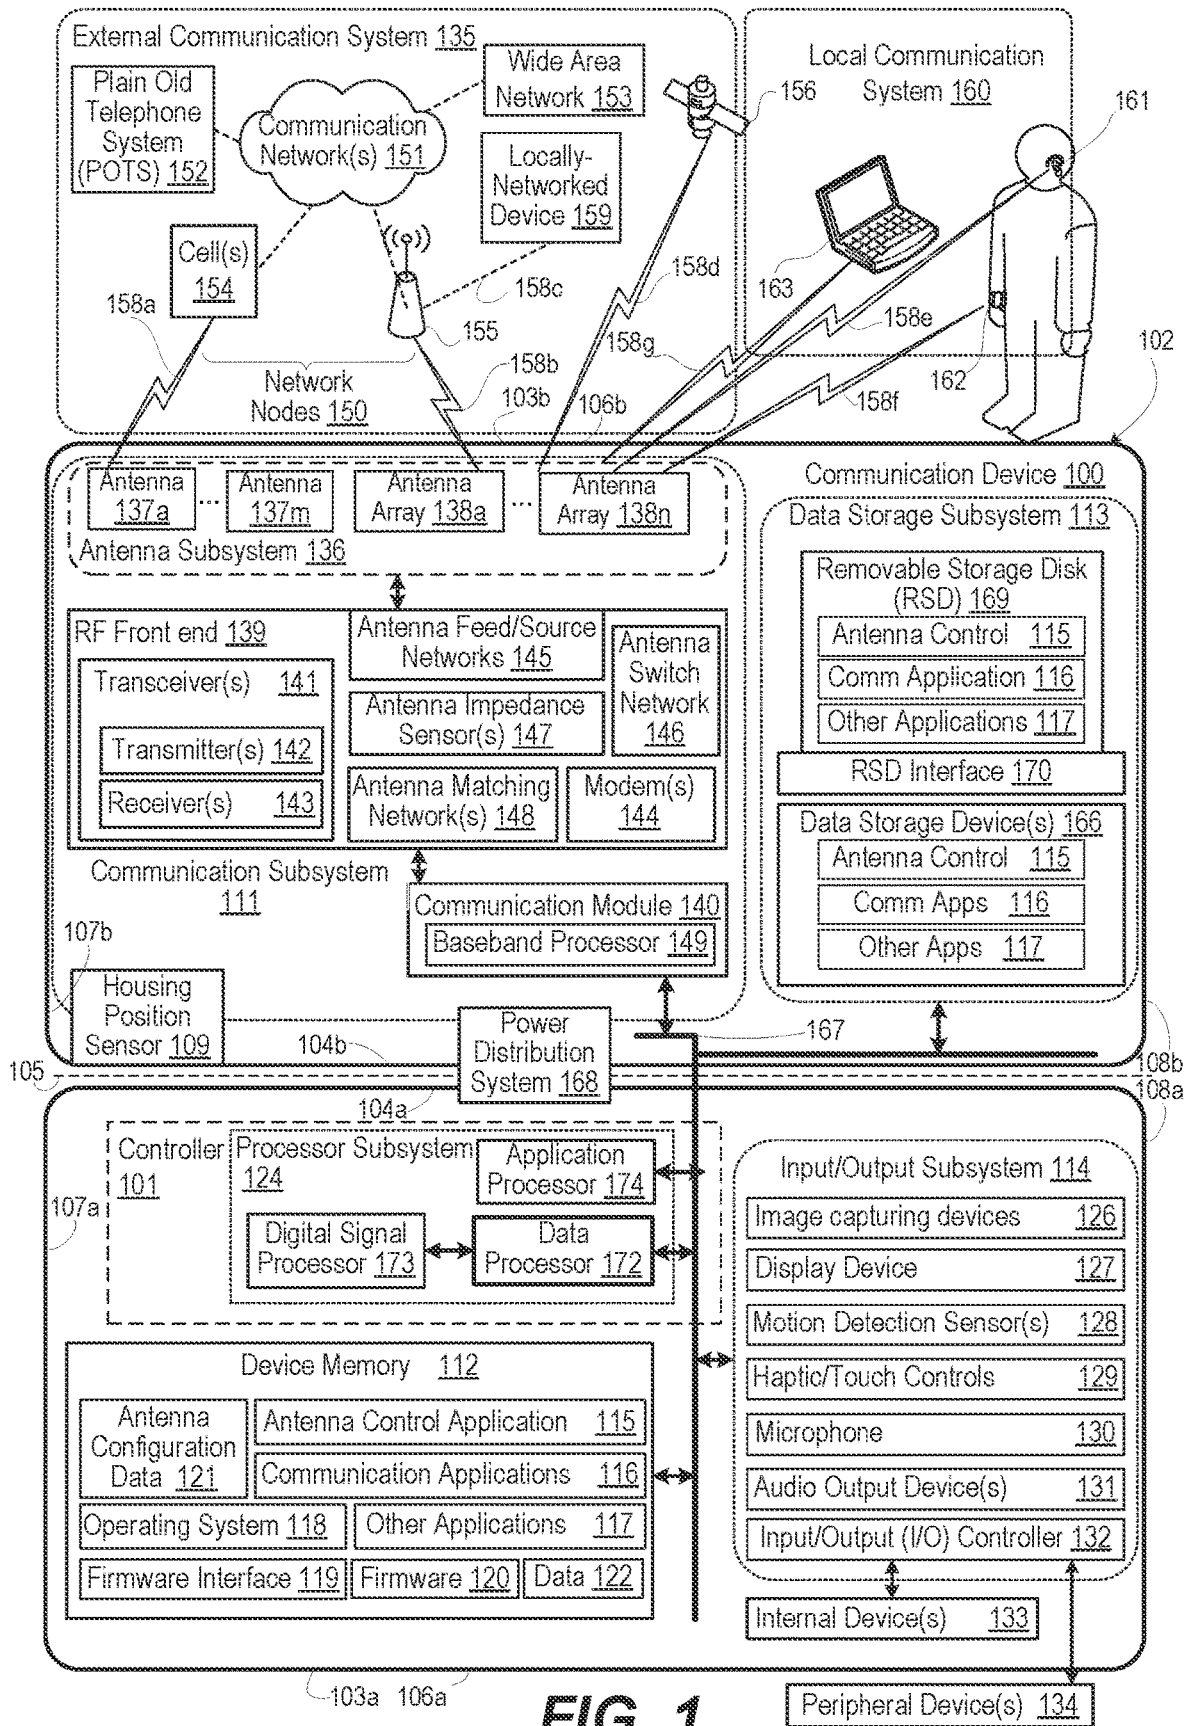 External Communication System 135
Plain Old
Telephone
System
(POTS) 152
Communication
Network(s) 151
Wide Area
Network 153
Locally-
Networked
Device 159
156
Local Communication
System 160
161
Cell(s)
154
158a
158c
155
158d
163
158e
158g
158b
162
158f
102
Network
Nodes 150
103b
106b
Antenna
137a
...
Antenna
137m
Antenna
Array 138a
...
Antenna
Array 138n
Antenna Subsystem 136
Communication Device 100
Data Storage Subsystem 113
Removable Storage Disk
(RSD) 169
Antenna Control 115
Comm Application 116
Other Applications 117
RSD Interface 170
Data Storage Device(s) 166
Antenna Control 115
Comm Apps 116
Other Apps 117
RF Front end 139
Transceiver(s) 141
Transmitter(s) 142
Receiver(s) 143
Antenna Feed/Source
Networks 145
Antenna
Switch
Network
146
Antenna Impedance
Sensor(s) 147
Antenna Matching
Network(s) 148
Modem(s)
144
Communication Subsystem
111
Communication Module 140
Baseband Processor 149
107b
Housing
Position
Sensor 109
104b
Power
Distribution
System 168
167
105
108b
108a
104a
Controller
101
Processor Subsystem
124
Application
Processor 174
Digital Signal
Processor 173
Data
Processor 172
107a
Input/Output Subsystem 114
Image capturing devices 126
Display Device 127
Motion Detection Sensor(s) 128
Haptic/Touch Controls 129
Microphone 130
Audio Output Device(s) 131
Input/Output (I/O) Controller 132
Device Memory 112
Antenna
Configuration
Data 121
Antenna Control Application 115
Communication Applications 116
Operating System 118
Other Applications 117
Firmware Interface 119
Firmware 120
Data 122
Internal Device(s) 133
103a
106a
Peripheral Device(s) 134
FIG. 1